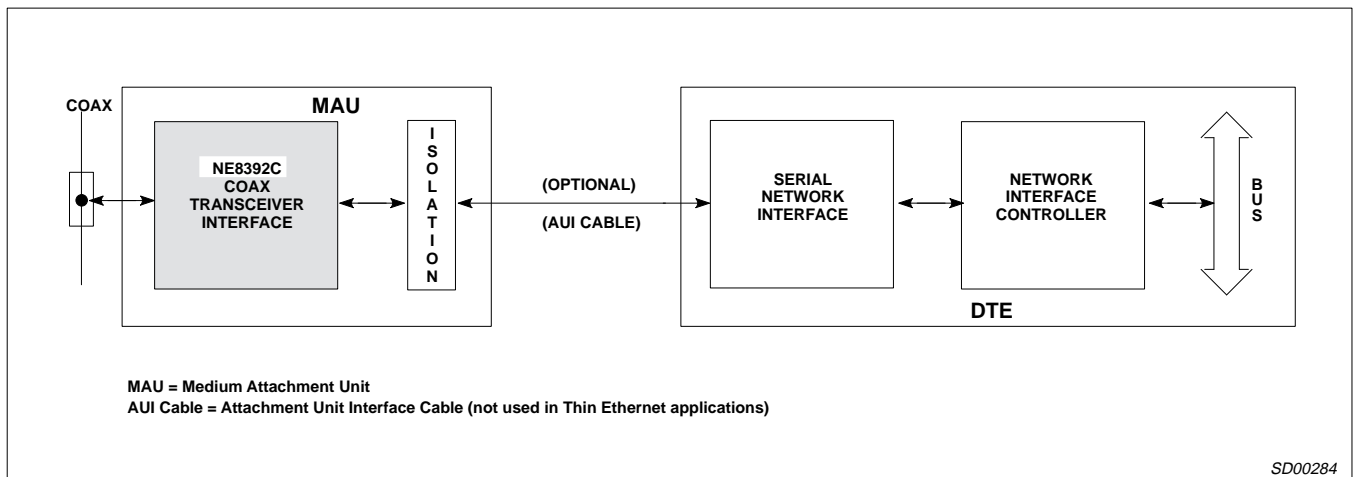 COAX
MAU
NE8392C
COAX
TRANSCEIVER
INTERFACE
I
S
O
L
A
T
I
O
N
(OPTIONAL)
(AUI CABLE)
SERIAL
NETWORK
INTERFACE
NETWORK
INTERFACE
CONTROLLER
B
U
S
DTE
MAU = Medium Attachment Unit
AUI Cable = Attachment Unit Interface Cable (not used in Thin Ethernet applications)
SD00284